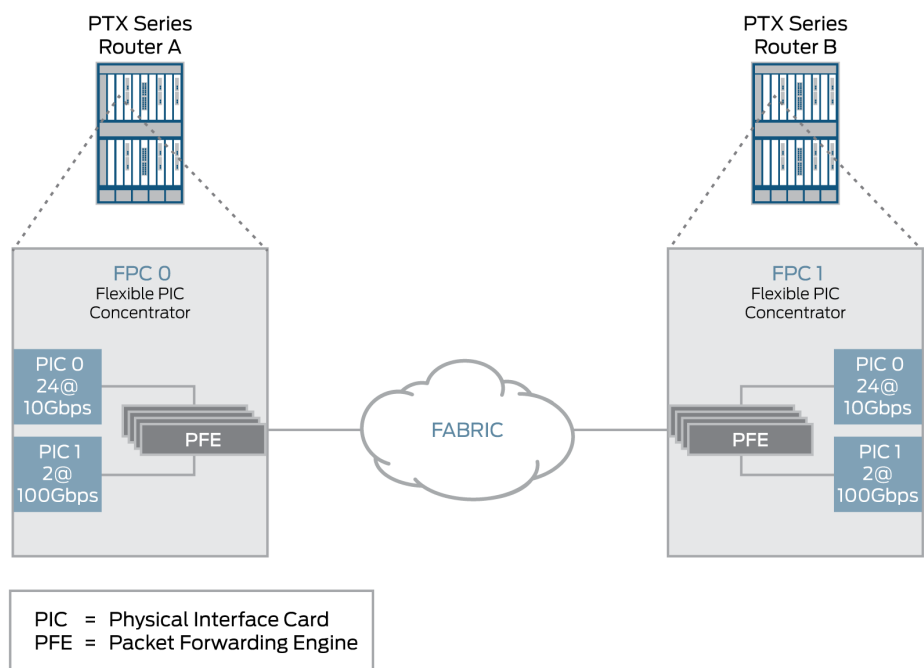 PTX Series
Router A
PTX Series
Router B
FPC 0
Flexible PIC
Concentrator
PIC 0
24@
10Gbps
PIC 1
2@
100Gbps
PFE
FABRIC
FPC 1
Flexible PIC
Concentrator
PFE
PIC 0
24@
10Gbps
PIC 1
2@
100Gbps
PIC = Physical Interface Card
PFE = Packet Forwarding Engine